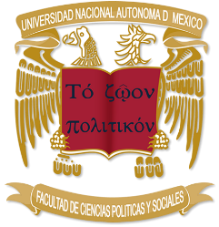 UNIVERSIDAD NACIONAL AUTONOMA D MEXICO
Τό ζῷον
πολιτικόν
FACULTAD DE CIENCIAS POLITICAS Y SOCIALES